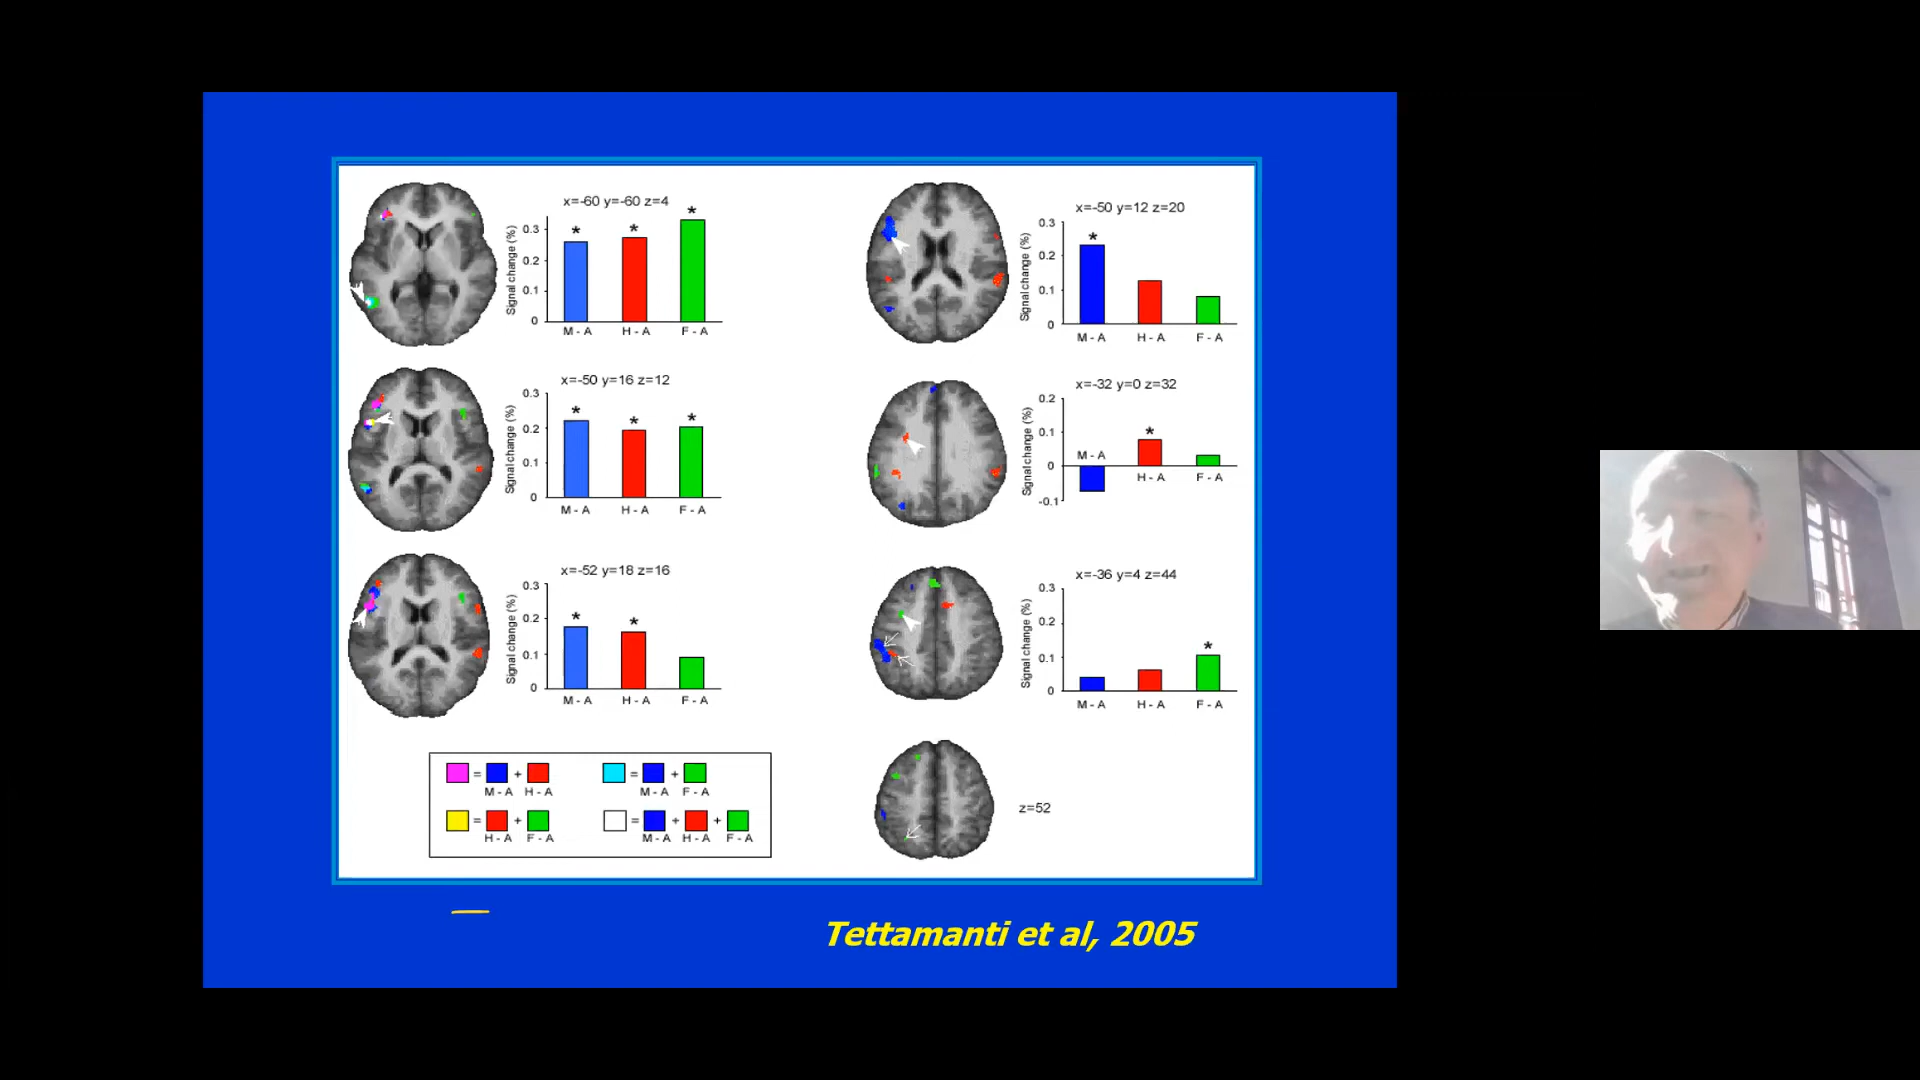 x=-60 y=-60 z=4
*
*
*
Signal change (%)
0.3
0.2
0.1
0
M - A H - A F - A
x=-50 y=16 z=12
*
*
*
Signal change (%)
0.3
0.2
0.1
0
M - A H - A F - A
x=-52 y=18 z=16
*
*
Signal change (%)
0.3
0.2
0.1
0
M - A H - A F - A
= +
M - A H - A
= +
M - A F - A
= +
H - A F - A
= + +
M - A H - A F - A
x=-50 y=12 z=20
*
Signal change (%)
0.3
0.2
0.1
0
M - A H - A F - A
x=-32 y=0 z=32
*
Signal change (%)
0.2
0.1
0
-0.1
M - A
H - A F - A
x=-36 y=4 z=44
*
Signal change (%)
0.3
0.2
0.1
0
M - A H - A F - A
z=52
Tettamanti et al, 2005